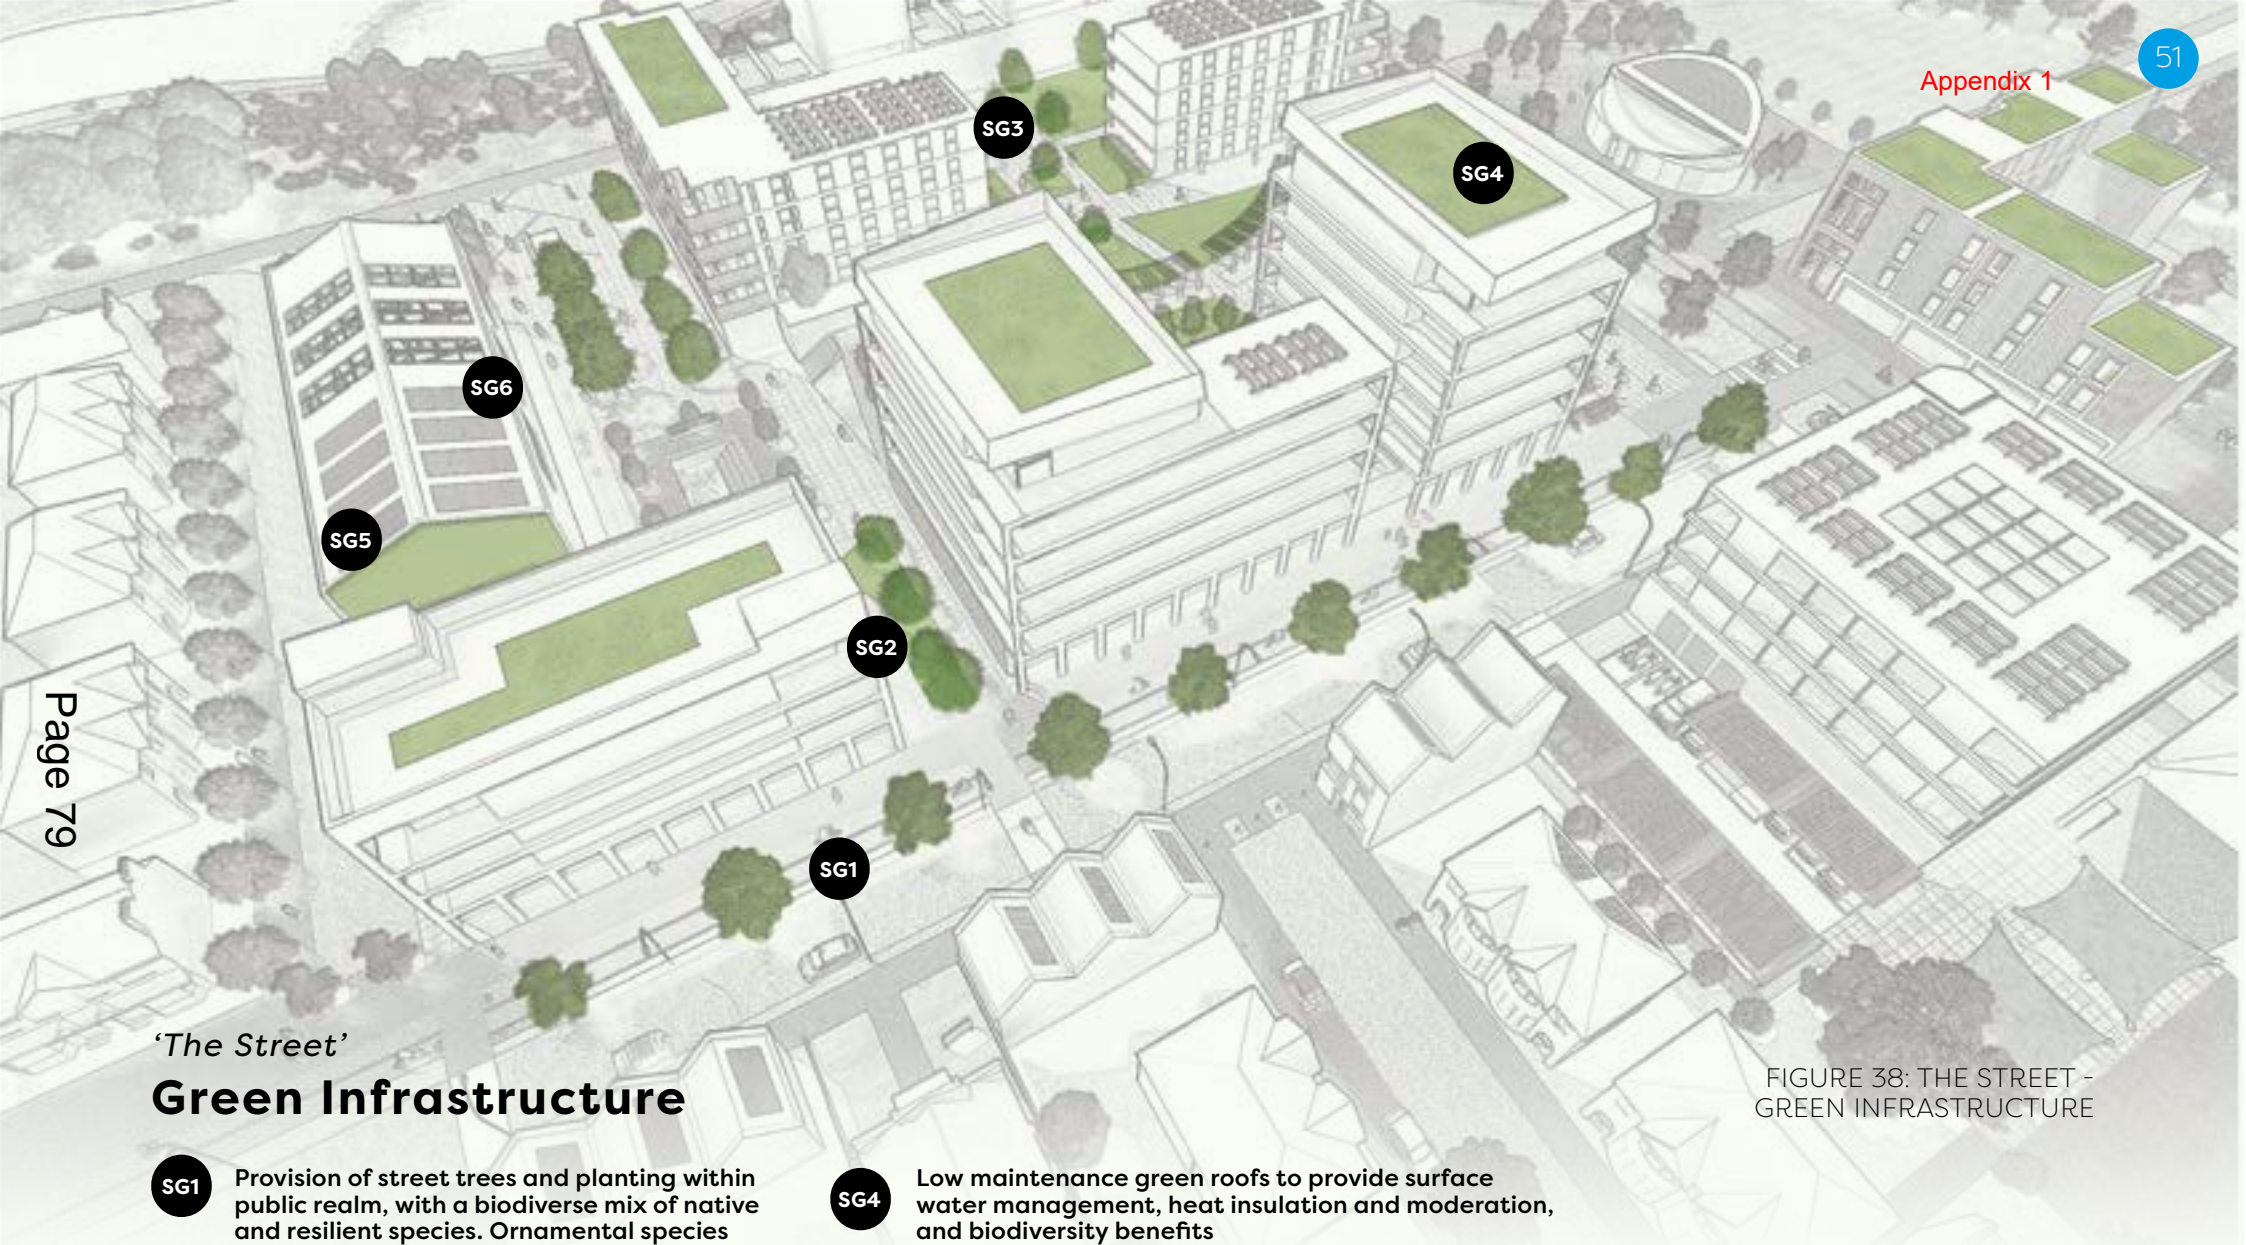 51
Appendix 1
SG3
SG4
SG6
SG5
SG2
SG1
Page 79
‘The Street’
Green Infrastructure
FIGURE 38: THE STREET -
GREEN INFRASTRUCTURE
SG1
Provision of street trees and planting within
public realm, with a biodiverse mix of native
and resilient species. Ornamental species
SG4
Low maintenance green roofs to provide surface
water management, heat insulation and moderation,
and biodiversity benefits